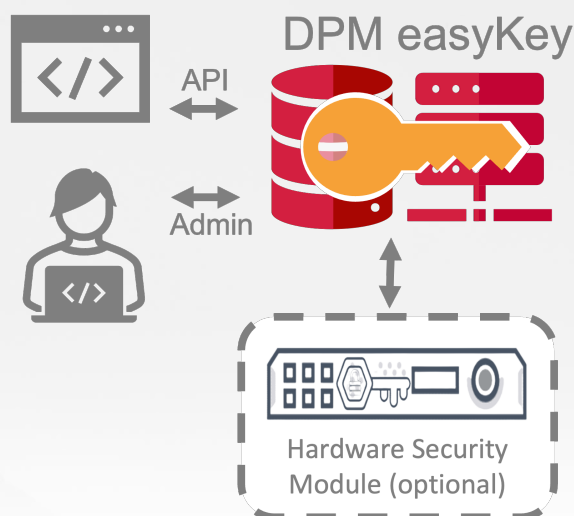 DPM easyKey
</>
API
Admin
</>
Hardware Security
Module (optional)